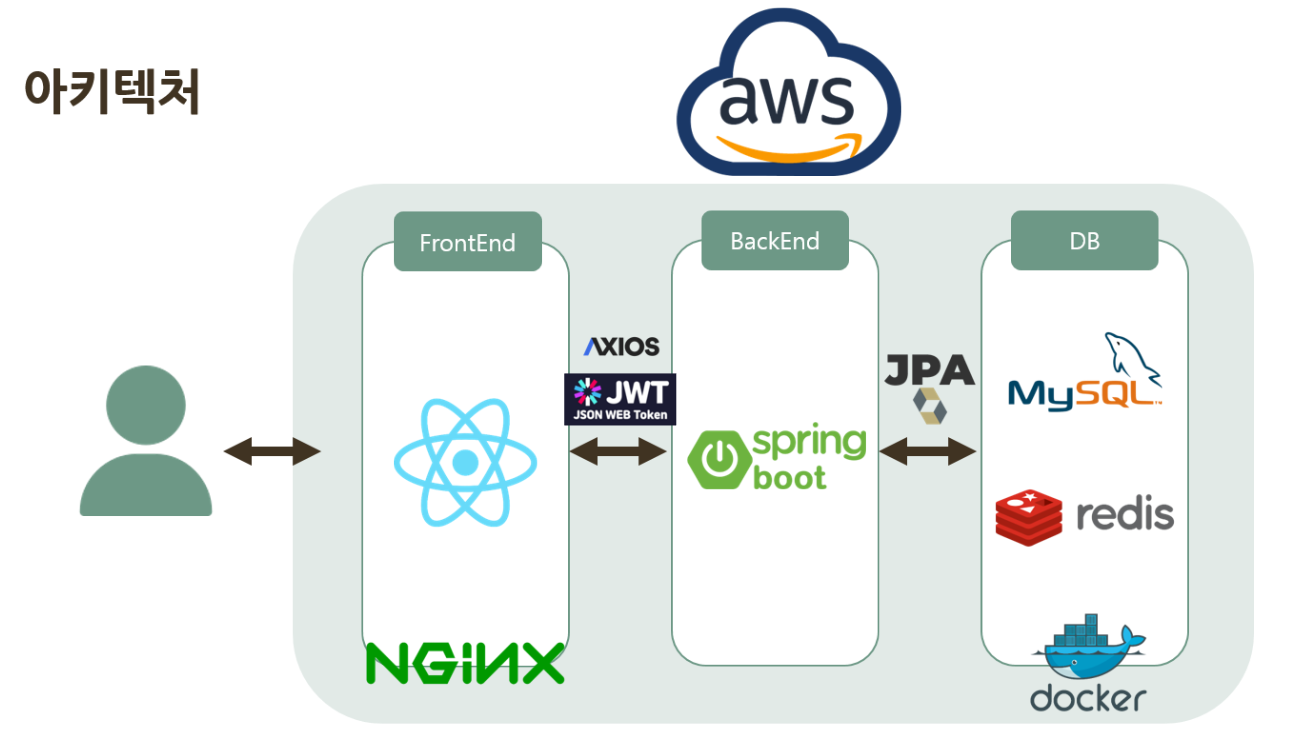 아키텍처
aws
FrontEnd
BackEnd
DB
AXIOS
JWT
JSON WEB Token
JPA
MySQL™
spring
boot
redis
NGINX
docker